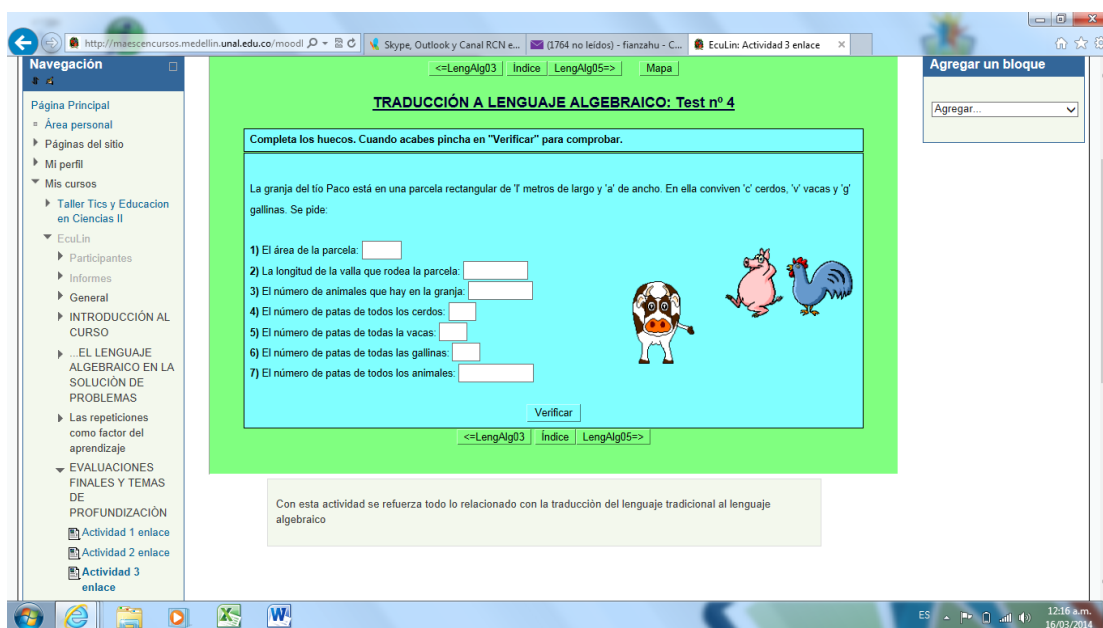 http://maescencursos.medellin.unal.edu.co/moodl
Skype, Outlook y Canal RCN e...
(1764 no leídos) - fianzahu - C...
EcuLin: Actividad 3 enlace
Navegación
Página Principal
Área personal
Páginas del sitio
Mi perfil
Mis cursos
Taller Tics y Educacion
en Ciencias II
EcuLin
Participantes
Informes
General
INTRODUCCIÓN AL
CURSO
...EL LENGUAJE
ALGEBRAICO EN LA
SOLUCIÒN DE
PROBLEMAS
Las repeticiones
como factor del
aprendizaje
EVALUACIONES
FINALES Y TEMAS
DE
PROFUNDIZACIÒN
Actividad 1 enlace
Actividad 2 enlace
Actividad 3
enlace
<=LengAlg03 Índice LengAlg05=> Mapa
TRADUCCIÓN A LENGUAJE ALGEBRAICO: Test nº 4
Completa los huecos. Cuando acabes pincha en "Verificar" para comprobar.
La granja del tío Paco está en una parcela rectangular de 'l' metros de largo y 'a' de ancho. En ella conviven 'c' cerdos, 'v' vacas y 'g'
gallinas. Se pide:
1) El área de la parcela:
2) La longitud de la valla que rodea la parcela:
3) El número de animales que hay en la granja:
4) El número de patas de todos los cerdos:
5) El número de patas de todas la vacas:
6) El número de patas de todas las gallinas:
7) El número de patas de todos los animales:
Verificar
<=LengAlg03 Índice LengAlg05=>
Con esta actividad se refuerza todo lo relacionado con la traducciòn del lenguaje tradicional al lenguaje
algebraico
Agregar un bloque
Agregar...
ES
12:16 a.m.
16/03/2014